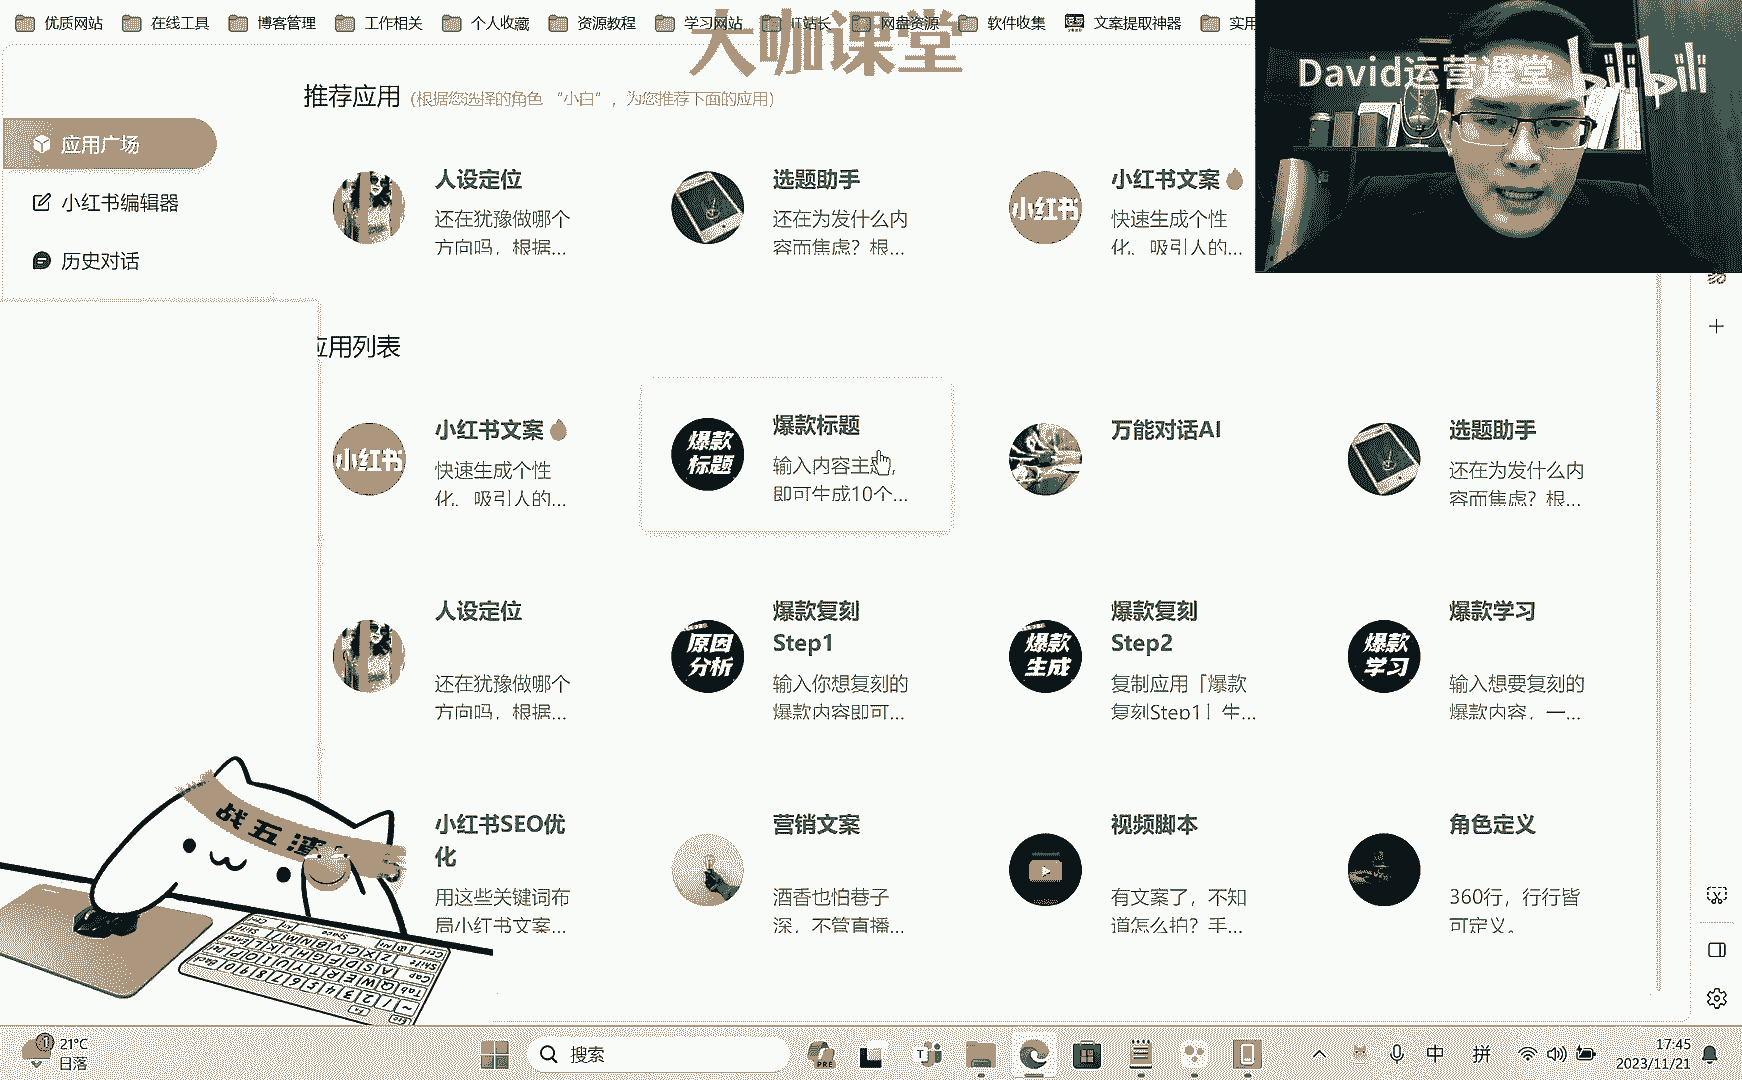 优质网站 在线工具 博客管理 工作相关 个人收藏 资源教程 学习网站 IT站长 网盘资源 软件收集 文案提取神器 实用
大咖课堂
David运营课堂 bilibili
推荐应用 (根据您选择的角色 “小白”，为您推荐下面的应用)
应用广场
小红书编辑器
历史对话
人设定位
还在犹豫做哪个
方向吗，根据...
选题助手
还在为发什么内
容而焦虑？根...
小红书
小红书文案
快速生成个性
化、吸引人的...
应用列表
小红书
小红书文案
快速生成个性
化、吸引人的...
爆款
标题
爆款标题
输入内容主题，
即可生成10个...
万能对话AI
选题助手
还在为发什么内
容而焦虑？根...
人设定位
还在犹豫做哪个
方向吗，根据...
原因
分析
爆款复刻
Step1
输入你想复刻的
爆款内容即可...
爆款
生成
爆款复刻
Step2
复制应用「爆款
复刻Step1」生...
爆款
学习
爆款学习
输入想要复刻的
爆款内容，一...
小红书SEO优
化
用这些关键词布
局小红书文案...
营销文案
酒香也怕巷子
深，不管直播...
视频脚本
有文案了，不知
道怎么拍？手...
角色定义
360行，行行皆
可定义。
战五渣
21°C
日落
搜索
PRE
中 拼
17:45
2023/11/21